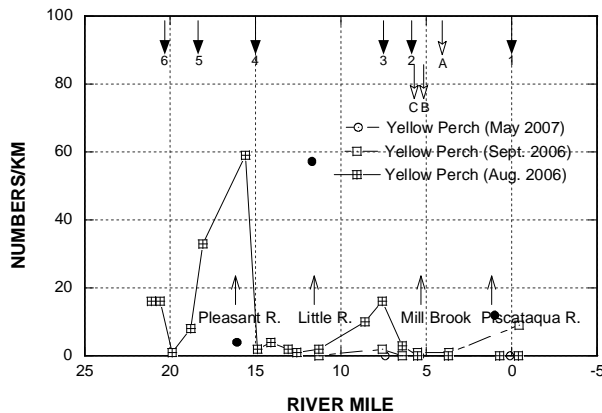 100
80
60
40
20
0
NUMBERS/KM
6 5 4 3 2 A 1
C B
Yellow Perch (May 2007)
Yellow Perch (Sept. 2006)
Yellow Perch (Aug. 2006)
Pleasant R. Little R. Mill Brook Piscataqua R.
25 20 15 10 5 0 -5
RIVER MILE